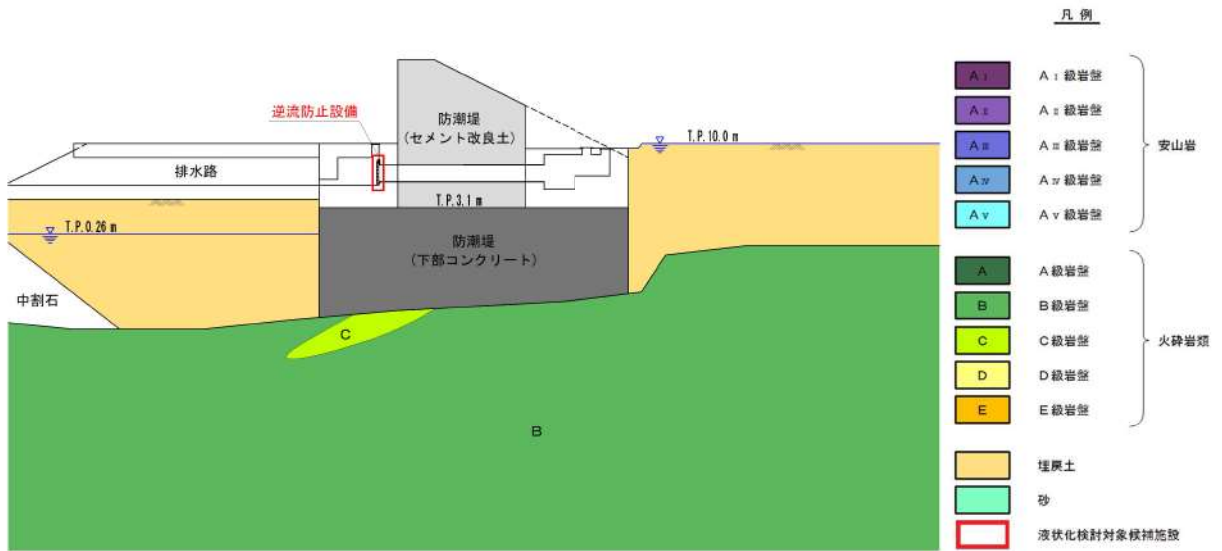 逆流防止設備
防潮堤
(セメント改良土)
T.P.10.0 m
排水路
T.P.3.1 m
T.P.0.26 m
防潮堤
(下部コンクリート)
中割石
C
B
凡 例
AⅠ AⅠ級岩盤
AⅡ AⅡ級岩盤
AⅢ AⅢ級岩盤
AⅣ AⅣ級岩盤
AⅤ AⅤ級岩盤
安山岩
A A級岩盤
B B級岩盤
C C級岩盤
D D級岩盤
E E級岩盤
火砕岩類
埋戻土
砂
液状化検討対象候補施設